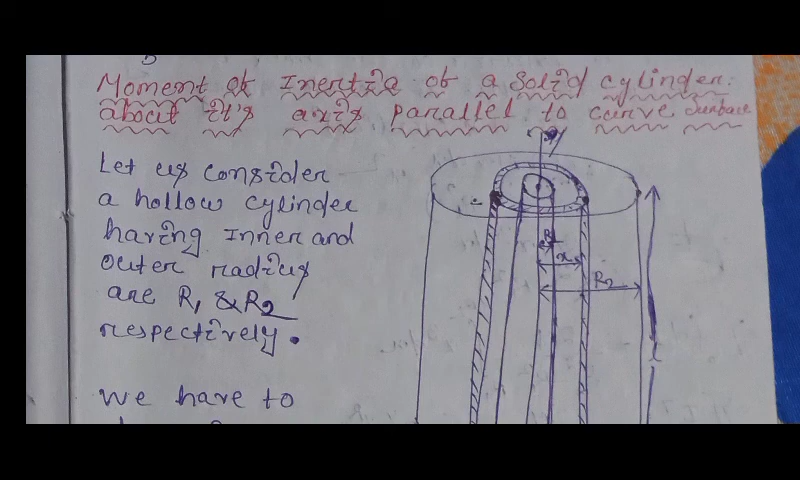 Moment of Inertia of a Solid cylinder.
about it's axis parallel to curve Surface
Let us consider
a hollow cylinder
having Inner and
outer radius
are R1 & R2
respectively.
We have to
R1
x
R2